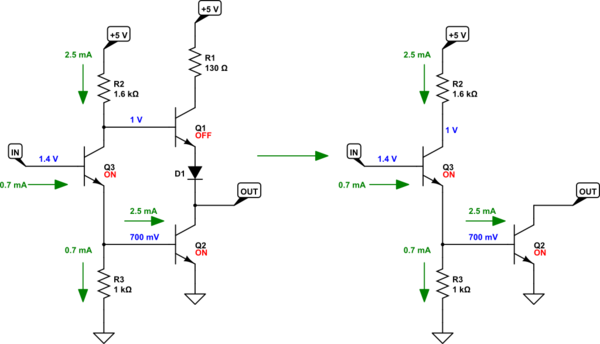 +5 V
+5 V
2.5 mA
R1
130 Ω
R2
1.6 kΩ
1 V
Q1
OFF
IN
1.4 V
Q3
ON
0.7 mA
D1
OUT
2.5 mA
0.7 mA
700 mV
Q2
ON
R3
1 kΩ
+5 V
2.5 mA
R2
1.6 kΩ
1 V
IN
1.4 V
Q3
ON
0.7 mA
OUT
2.5 mA
0.7 mA
700 mV
Q2
ON
R3
1 kΩ